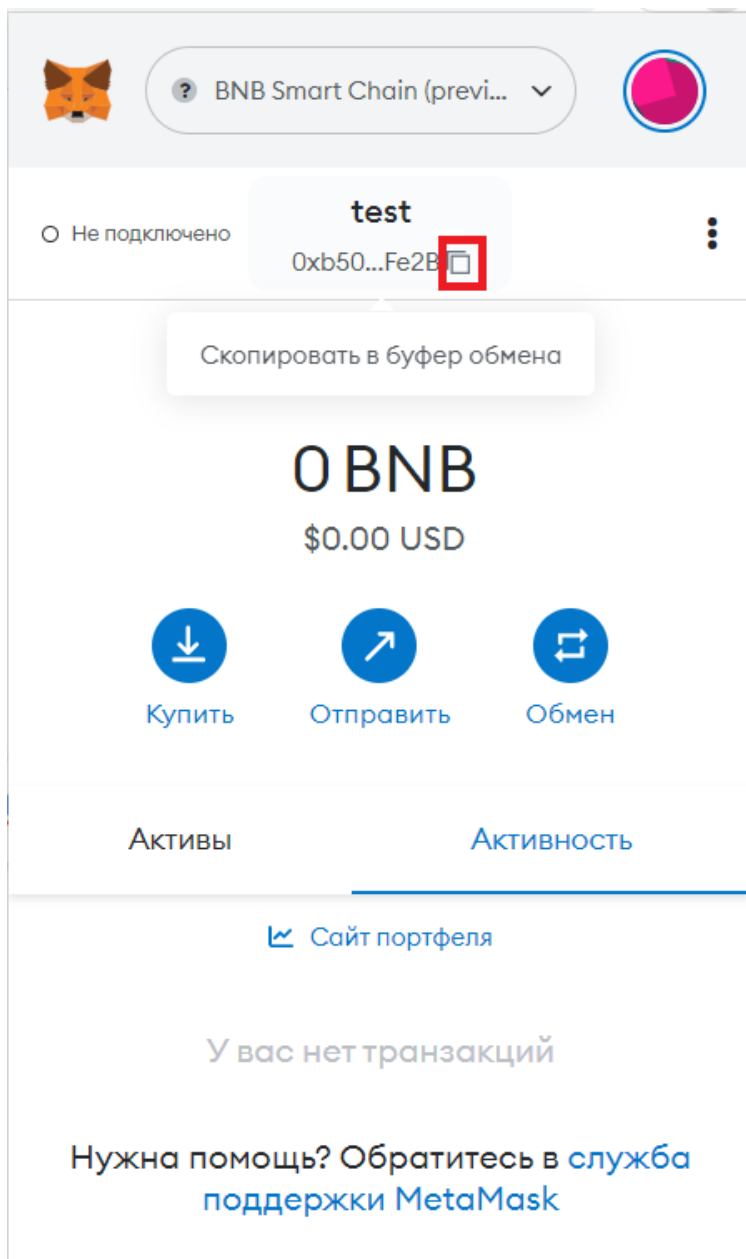 BNB Smart Chain (previ...
Не подключено
test
0xb50...Fe2B
Скопировать в буфер обмена
0 BNB
$0.00 USD
Купить Отправить Обмен
Активы Активность
Сайт портфеля
У вас нет транзакций
Нужна помощь? Обратитесь в служба
поддержки MetaMask